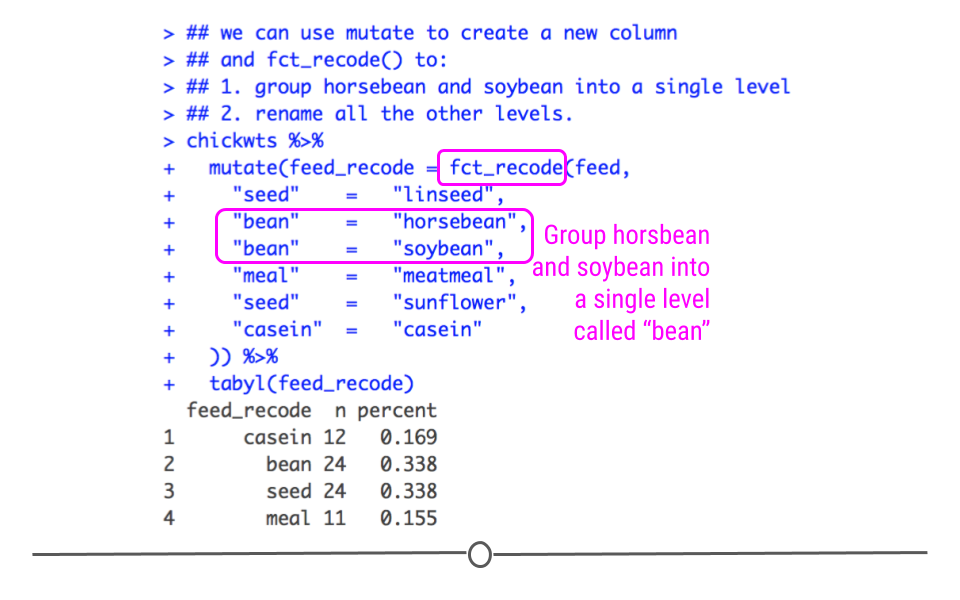 > ## we can use mutate to create a new column
> ## and fct_recode() to:
> ## 1. group horsebean and soybean into a single level
> ## 2. rename all the other levels.
> chickwts %>%
+   mutate(feed_recode = fct_recode(feed,
+     "seed"    =   "linseed",
+     "bean"    =   "horsebean",
+     "bean"    =   "soybean",
+     "meal"    =   "meatmeal",
+     "seed"    =   "sunflower",
+     "casein"  =   "casein"
+   )) %>%
+   tabyl(feed_recode)
  feed_recode  n percent
1      casein 12   0.169
2        bean 24   0.338
3        seed 24   0.338
4        meal 11   0.155
Group horsbean
and soybean into
a single level
called “bean”